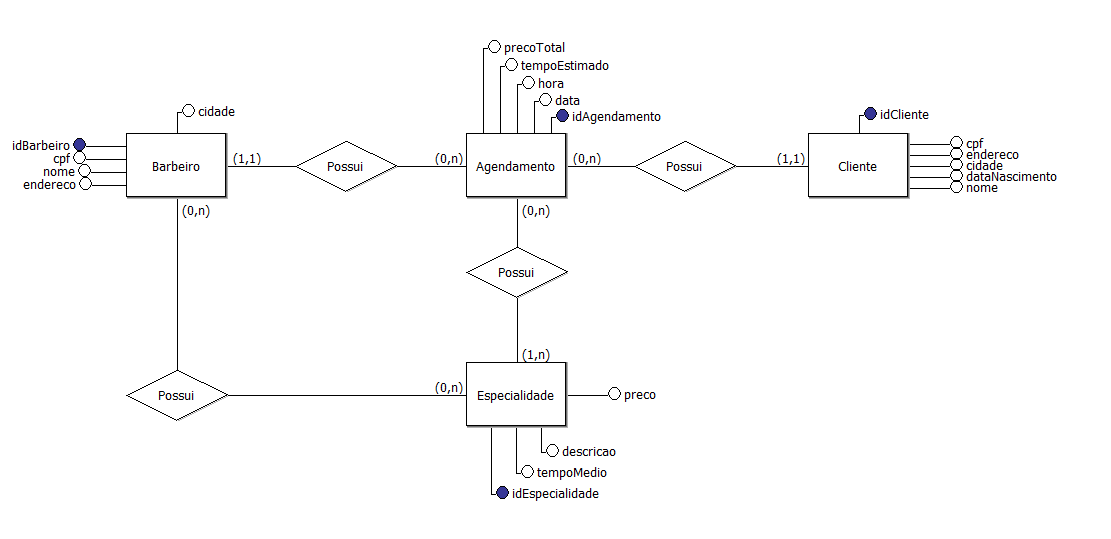 precoTotal
tempoEstimado
hora
data
idAgendamento
cidade
idCliente
idBarbeiro
cpf
nome
endereco
Barbeiro
(1,1)
Possui
(0,n)
Agendamento
(0,n)
Possui
(1,1)
Cliente
cpf
endereco
cidade
dataNascimento
nome
(0,n)
(0,n)
Possui
(1,n)
Possui
(0,n)
Especialidade
preco
descricao
tempoMedio
idEspecialidade